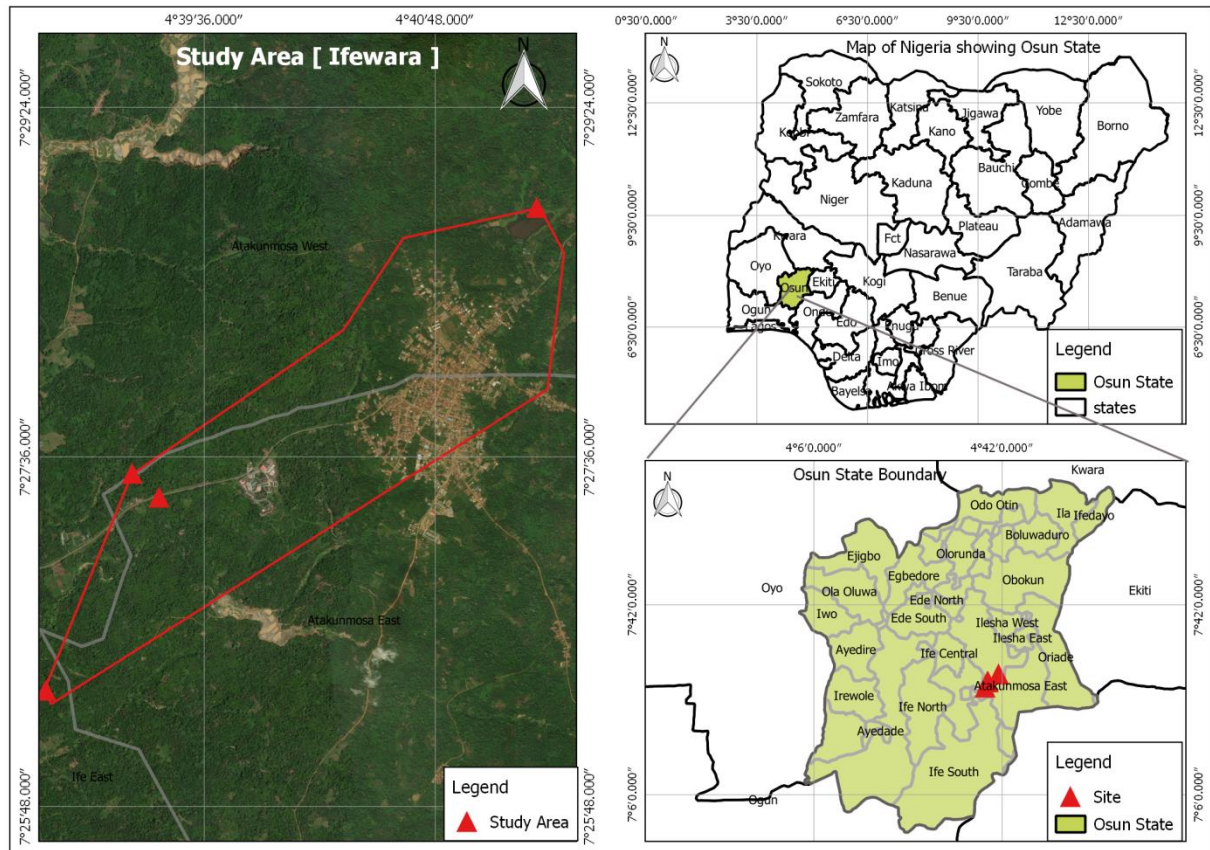 4°39'36.000″
4°40'48.000″
Study Area [ Ifewara ]
N
7°29'24.000″
7°29'24.000″
Atakunmosa West
7°27'36.000″
7°27'36.000″
Atakunmosa East
Ife East
7°25'48.000″
7°25'48.000″
Legend
Study Area
0°30'0.000″
3°30'0.000″
6°30'0.000″
9°30'0.000″
12°30'0.000″
Map of Nigeria showing Osun State
N
12°30'0.000″
12°30'0.000″
9°30'0.000″
9°30'0.000″
6°30'0.000″
6°30'0.000″
Sokoto
Katsina
Jigawa
Yobe
Zamfara
Kano
Borno
Kebbi
Bauchi
Gombe
Kaduna
Niger
Adamawa
Plateau
Kwara
Fct
Nasarawa
Oyo
Taraba
Osun
Ekiti
Kogi
Benue
Ogun
Ondo
Lagos
Edo
Enugu
Cross River
Delta
Imo
Bayelsa
Akwa Ibom
Legend
Osun State
states
4°6'0.000″
4°42'0.000″
Osun State Boundary
Kwara
N
7°42'0.000″
7°42'0.000″
7°6'0.000″
7°6'0.000″
Odo Otin
Ila
Ifedayo
Boluwaduro
Ejigbo
Olorunda
Egbedore
Obokun
Oyo
Ola Oluwa
Ekiti
Ede North
Iwo
Ede South
Ilesha West
Ilesha East
Ayedire
Ife Central
Oriade
Atakunmosa East
Irewole
Ife North
Ayedade
Ife South
Ogun
Legend
Site
Osun State